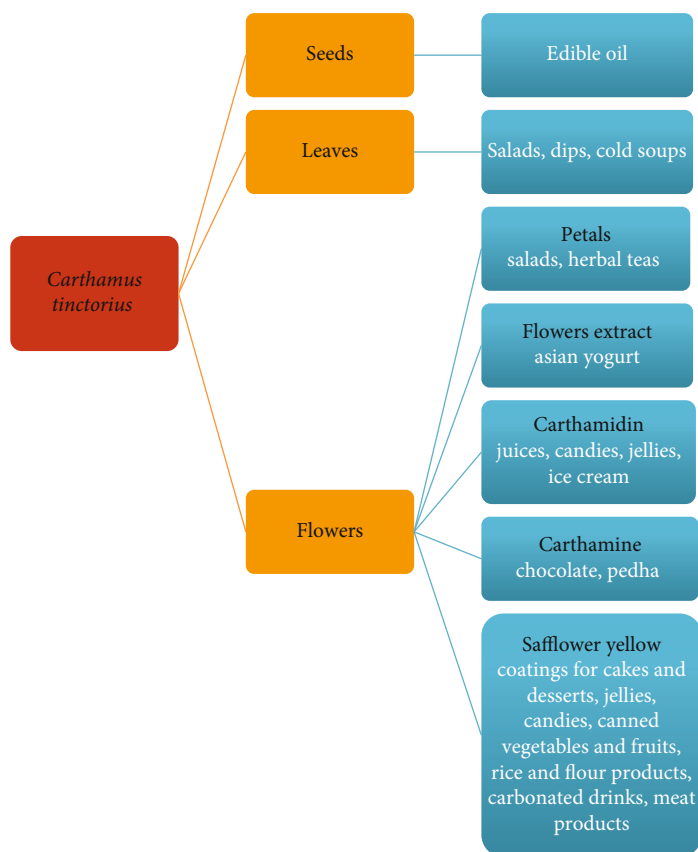 Carthamus
tinctorius
Seeds
Edible oil
Leaves
Salads, dips, cold soups
Flowers
Petals
salads, herbal teas
Flowers extract
asian yogurt
Carthamidin
juices, candies, jellies,
ice cream
Carthamine
chocolate, pedha
Safflower yellow
coatings for cakes and
desserts, jellies,
candies, canned
vegetables and fruits,
rice and flour products,
carbonated drinks, meat
products